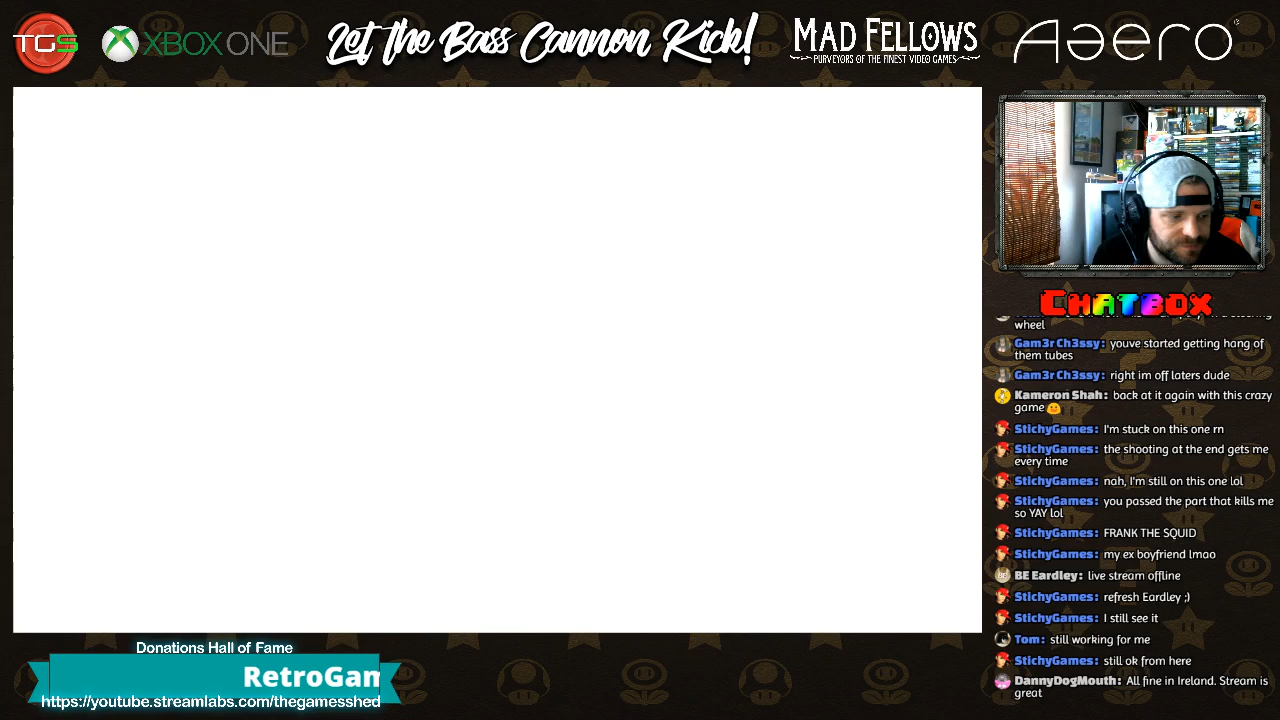 TGS
XBOX ONE
Let the Bass Cannon Kick!
MAD FELLOWS
PURVEYORS OF THE FINEST VIDEO GAMES
Aaero
CHATBOX
wheel
Gam3r Ch3ssy: youve started getting hang of
them tubes
Gam3r Ch3ssy: right im off laters dude
Kameron Shah: back at it again with this crazy
game
StichyGames: I'm stuck on this one rn
StichyGames: the shooting at the end gets me
every time
StichyGames: nah, I'm still on this one lol
StichyGames: you passed the part that kills me
so YAY lol
StichyGames: FRANK THE SQUID
StichyGames: my ex boyfriend lmao
BE Eardley: live stream offline
StichyGames: refresh Eardley ;)
StichyGames: I still see it
Tom: still working for me
StichyGames: still ok from here
DannyDogMouth: All fine in Ireland. Stream is
great
Donations Hall of Fame
RetroGam
https://youtube.streamlabs.com/thegamesshed